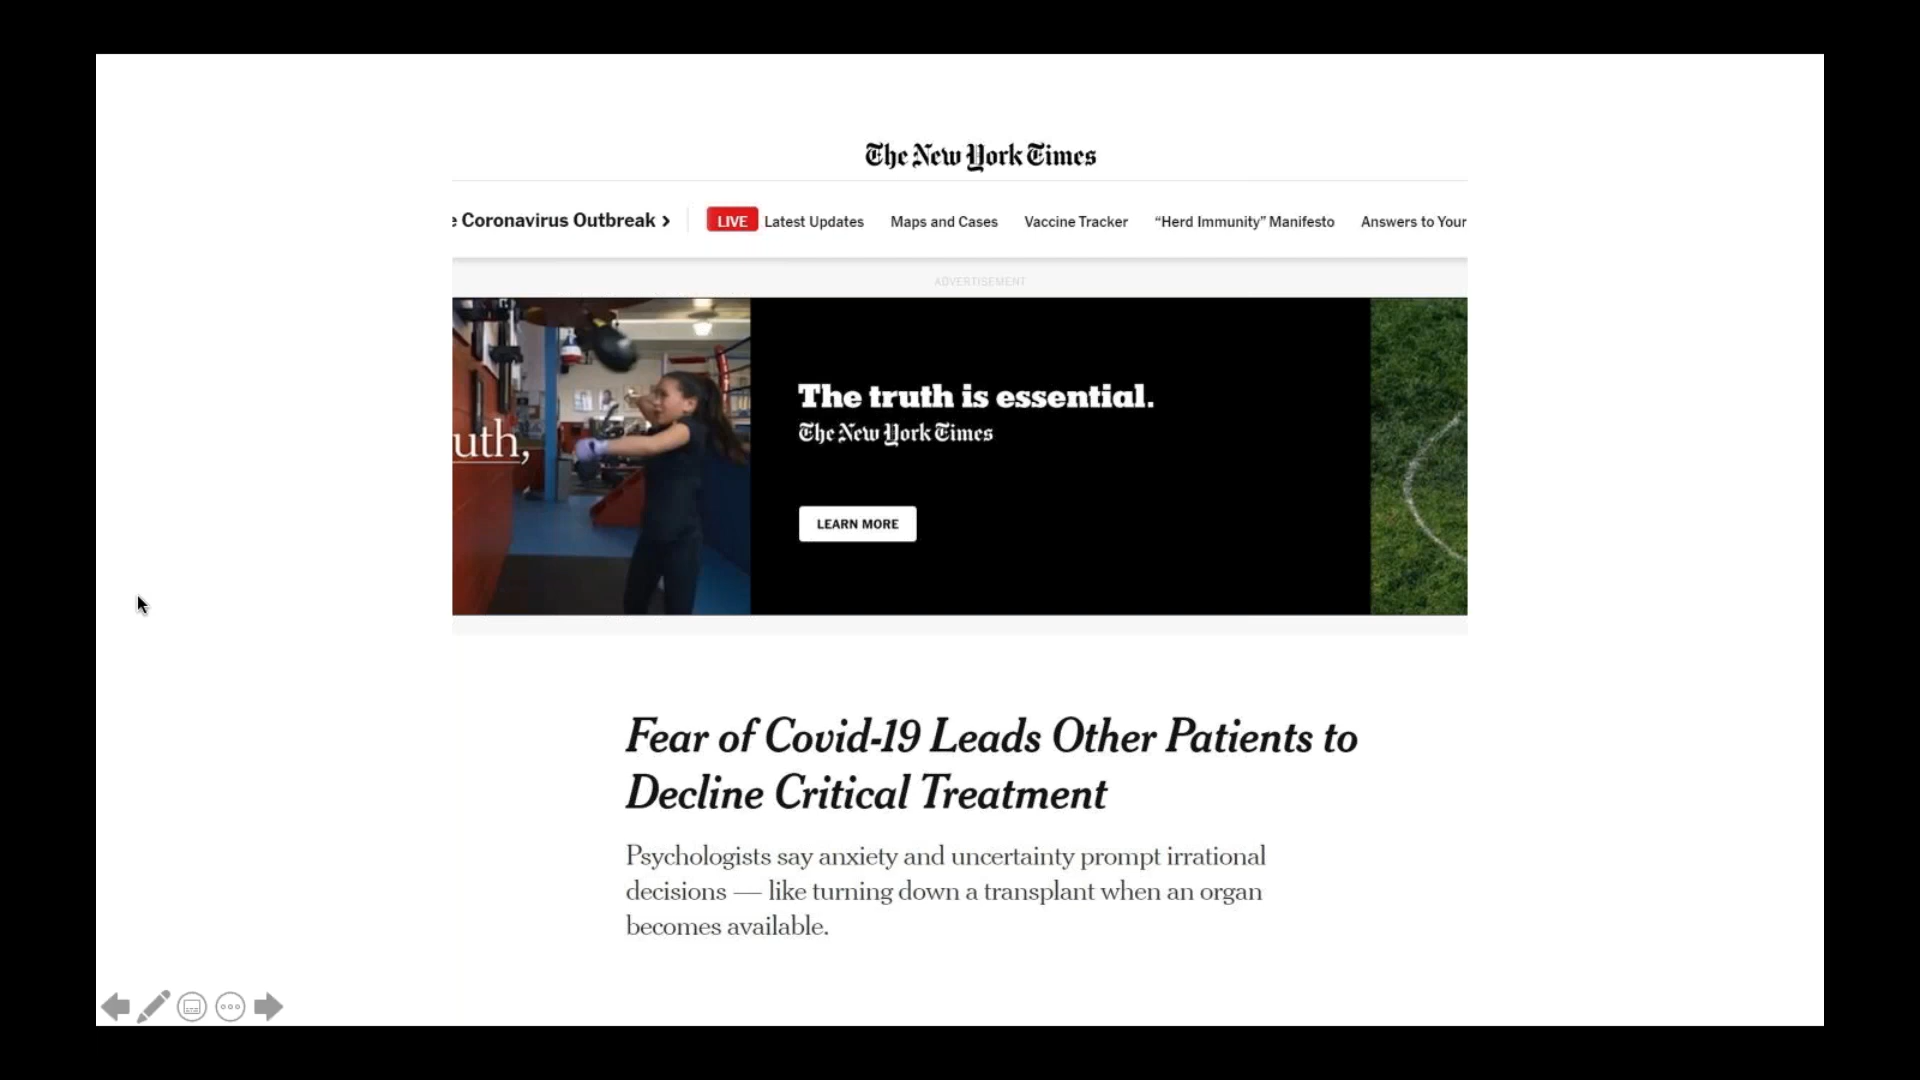 The New York Times
e Coronavirus Outbreak >
LIVE Latest Updates Maps and Cases Vaccine Tracker “Herd Immunity” Manifesto Answers to Your
ADVERTISEMENT
uth,
The truth is essential.
The New York Times
LEARN MORE
Fear of Covid-19 Leads Other Patients to
Decline Critical Treatment
Psychologists say anxiety and uncertainty prompt irrational
decisions — like turning down a transplant when an organ
becomes available.